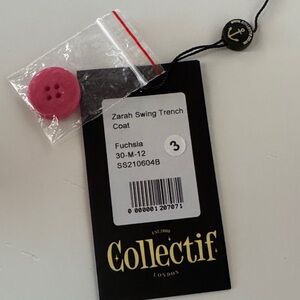 Zarah Swing Trench
Coat
Fuchsia
30-M-12
SS210604B
3
0 000001 207071
EST. 2000
Collectif
LONDON